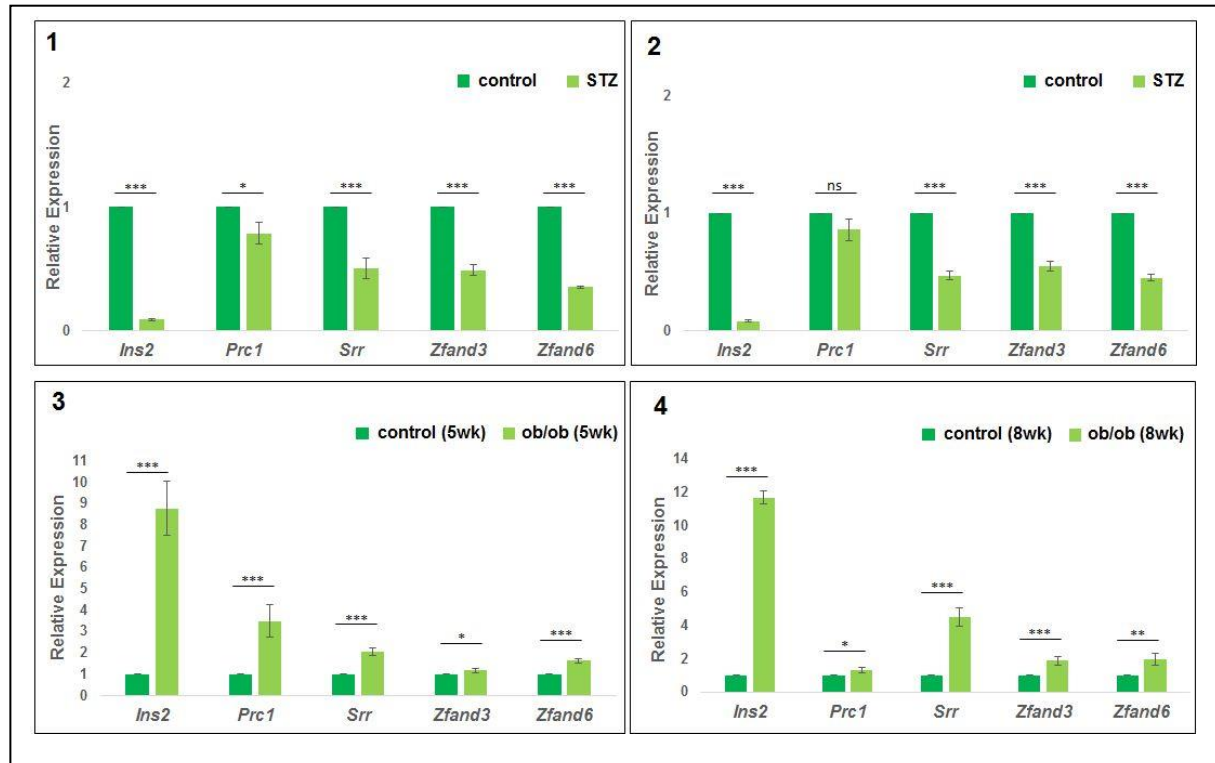 1
control STZ
2
1
0
Relative Expression
*** * *** *** ***
Ins2 Prc1 Srr Zfand3 Zfand6
2
control STZ
2
1
0
Relative Expression
*** ns *** *** ***
Ins2 Prc1 Srr Zfand3 Zfand6
3
control (5wk) ob/ob (5wk)
11
10
9
8
7
6
5
4
3
2
1
0
Relative Expression
*** *** *** * ***
Ins2 Prc1 Srr Zfand3 Zfand6
4
control (8wk) ob/ob (8wk)
14
12
10
8
6
4
2
0
Relative Expression
*** * *** *** **
Ins2 Prc1 Srr Zfand3 Zfand6